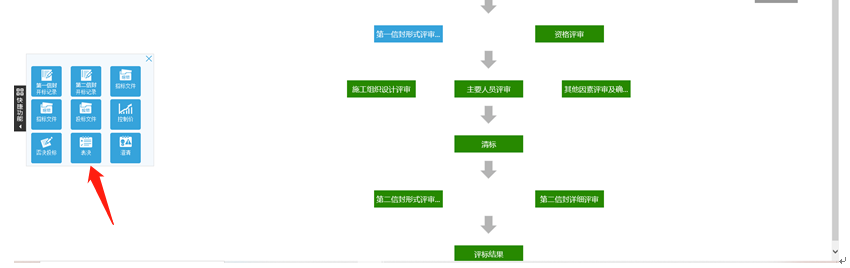 第一信封形式评审...
资格评审
施工组织设计评审
主要人员评审
其他因素评审及确...
清标
第二信封形式评审...
第二信封详细评审
评标结果
快捷功能
第一信封
开标记录
第二信封
开标记录
招标文件
招标文件
投标文件
控制价
否决投标
表决